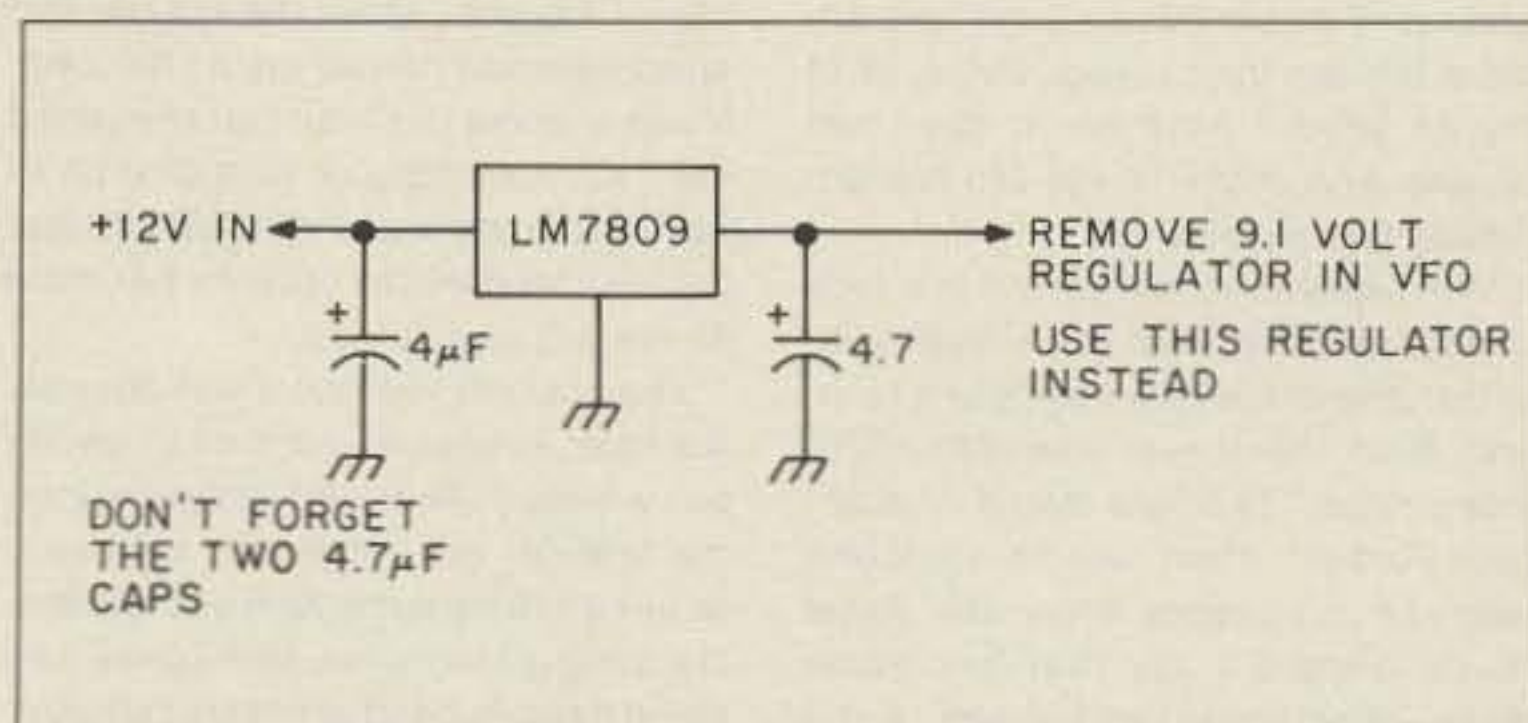 +12V IN
LM7809
REMOVE 9.1 VOLT
REGULATOR IN VFO
USE THIS REGULATOR
INSTEAD
+
4µF
+
4.7
DON'T FORGET
THE TWO 4.7µF
CAPS